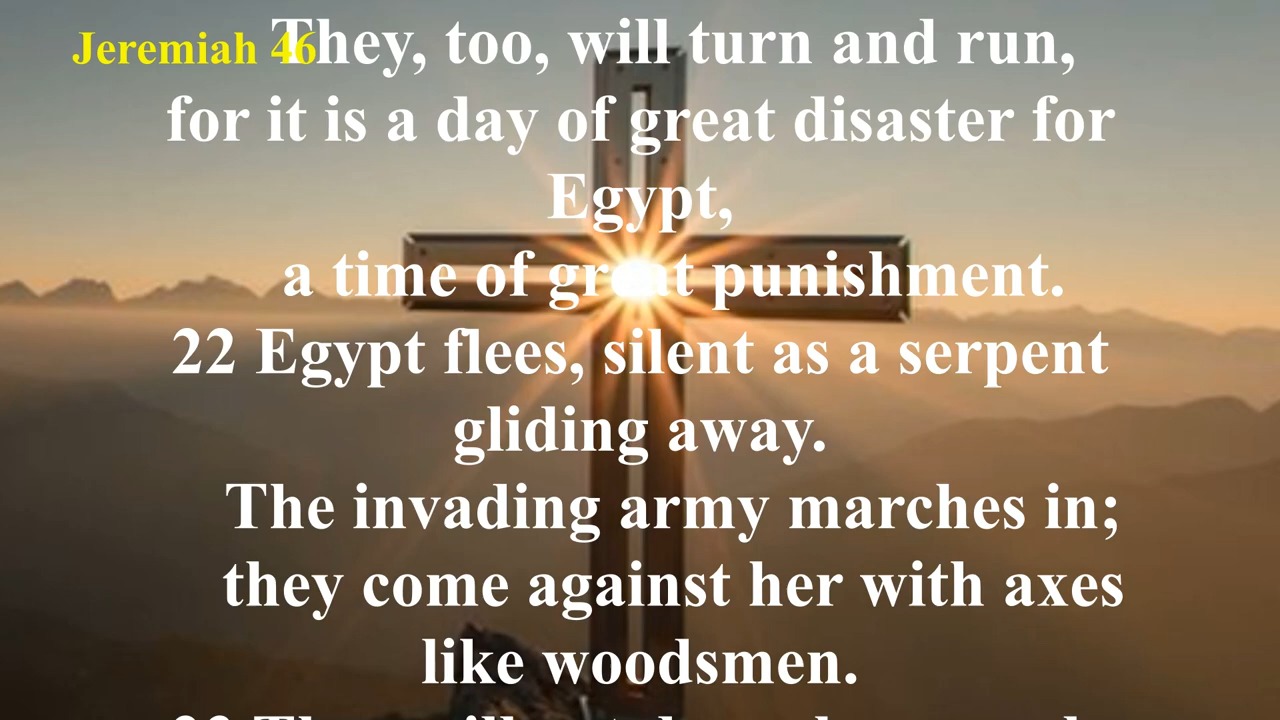 Jeremiah 46
They, too, will turn and run,
for it is a day of great disaster for
Egypt,
a time of great punishment.
22 Egypt flees, silent as a serpent
gliding away.
The invading army marches in;
they come against her with axes
like woodsmen.